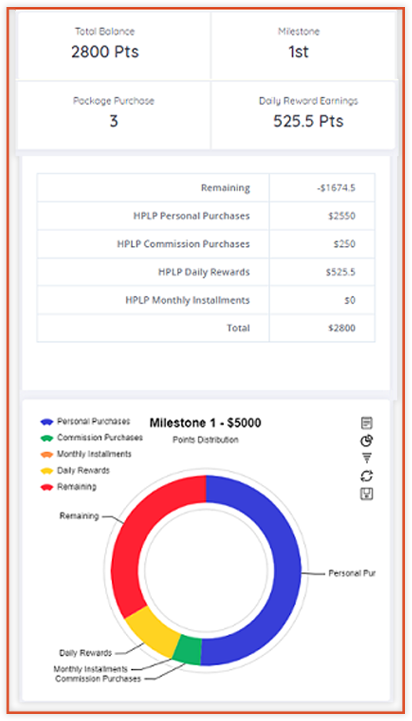 Total Balance
2800 Pts
Milestone
1st
Package Purchase
3
Daily Reward Earnings
525.5 Pts
Remaining -$1674.5
HPLP Personal Purchases $2550
HPLP Commission Purchases $250
HPLP Daily Rewards $525.5
HPLP Monthly Installments $0
Total $2800
Milestone 1 - $5000
Points Distribution
Personal Purchases
Commission Purchases
Monthly Installments
Daily Rewards
Remaining
Remaining
Personal Pur
Daily Rewards
Monthly Installments
Commission Purchases